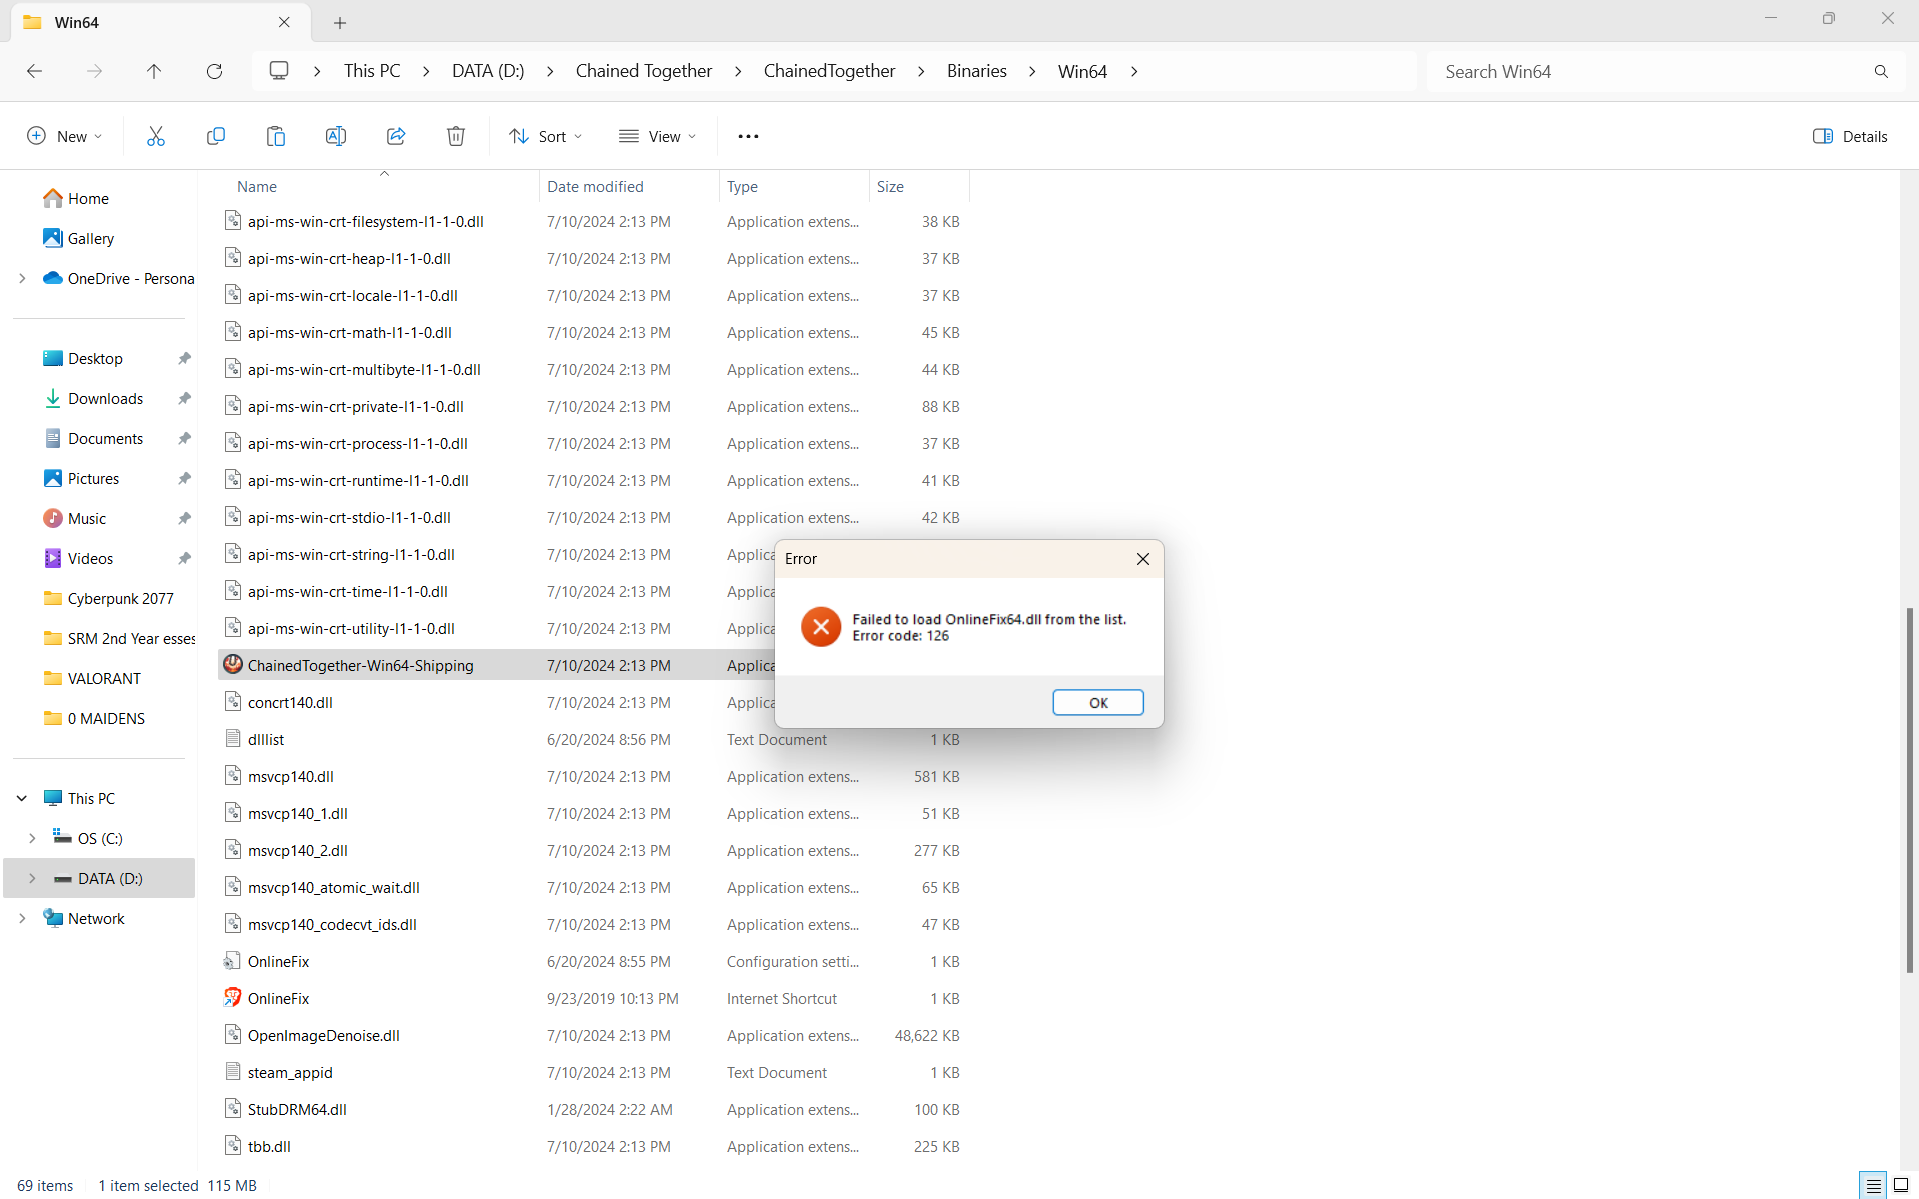 Win64
This PC
DATA (D:)
Chained Together
ChainedTogether
Binaries
Win64
Search Win64
New
Sort
View
Details
Name
Date modified
Type
Size
Home
Gallery
OneDrive - Persona
Desktop
Downloads
Documents
Pictures
Music
Videos
Cyberpunk 2077
SRM 2nd Year esses
VALORANT
0 MAIDENS
This PC
OS (C:)
DATA (D:)
Network
api-ms-win-crt-filesystem-l1-1-0.dll 7/10/2024 2:13 PM Application extens... 38 KB
api-ms-win-crt-heap-l1-1-0.dll 7/10/2024 2:13 PM Application extens... 37 KB
api-ms-win-crt-locale-l1-1-0.dll 7/10/2024 2:13 PM Application extens... 37 KB
api-ms-win-crt-math-l1-1-0.dll 7/10/2024 2:13 PM Application extens... 45 KB
api-ms-win-crt-multibyte-l1-1-0.dll 7/10/2024 2:13 PM Application extens... 44 KB
api-ms-win-crt-private-l1-1-0.dll 7/10/2024 2:13 PM Application extens... 88 KB
api-ms-win-crt-process-l1-1-0.dll 7/10/2024 2:13 PM Application extens... 37 KB
api-ms-win-crt-runtime-l1-1-0.dll 7/10/2024 2:13 PM Application extens... 41 KB
api-ms-win-crt-stdio-l1-1-0.dll 7/10/2024 2:13 PM Application extens... 42 KB
api-ms-win-crt-string-l1-1-0.dll 7/10/2024 2:13 PM Applica
api-ms-win-crt-time-l1-1-0.dll 7/10/2024 2:13 PM Applica
api-ms-win-crt-utility-l1-1-0.dll 7/10/2024 2:13 PM Applica
ChainedTogether-Win64-Shipping 7/10/2024 2:13 PM Applica
concrt140.dll 7/10/2024 2:13 PM Applica
dlllist 6/20/2024 8:56 PM Text Document 1 KB
msvcp140.dll 7/10/2024 2:13 PM Application extens... 581 KB
msvcp140_1.dll 7/10/2024 2:13 PM Application extens... 51 KB
msvcp140_2.dll 7/10/2024 2:13 PM Application extens... 277 KB
msvcp140_atomic_wait.dll 7/10/2024 2:13 PM Application extens... 65 KB
msvcp140_codecvt_ids.dll 7/10/2024 2:13 PM Application extens... 47 KB
OnlineFix 6/20/2024 8:55 PM Configuration setti... 1 KB
OnlineFix 9/23/2019 10:13 PM Internet Shortcut 1 KB
OpenImageDenoise.dll 7/10/2024 2:13 PM Application extens... 48,622 KB
steam_appid 7/10/2024 2:13 PM Text Document 1 KB
StubDRM64.dll 1/28/2024 2:22 AM Application extens... 100 KB
tbb.dll 7/10/2024 2:13 PM Application extens... 225 KB
Error
Failed to load OnlineFix64.dll from the list.
Error code: 126
OK
69 items
1 item selected 115 MB